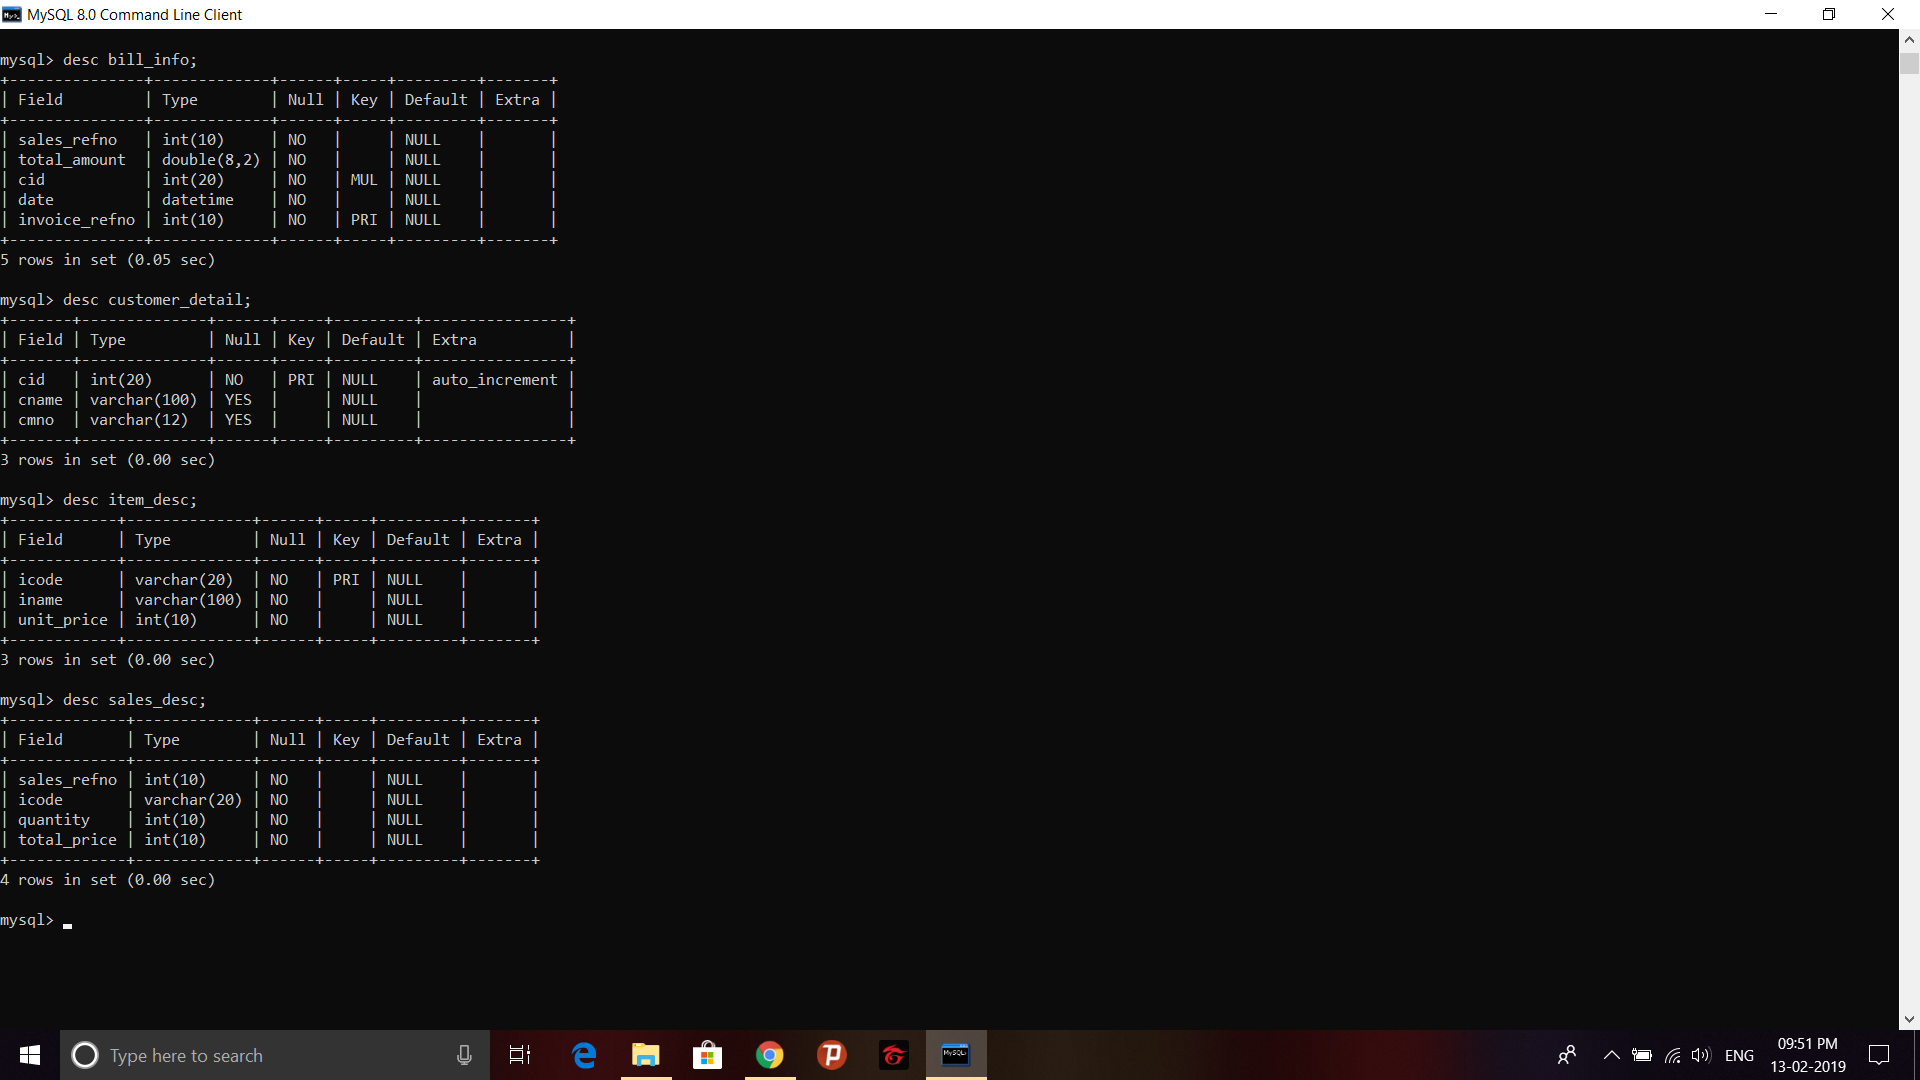 MySQL 8.0 Command Line Client
mysql> desc bill_info;
+---------------+-------------+------+-----+---------+-------+
| Field         | Type        | Null | Key | Default | Extra |
+---------------+-------------+------+-----+---------+-------+
| sales_refno   | int(10)     | NO   |     | NULL    |       |
| total_amount  | double(8,2) | NO   |     | NULL    |       |
| cid           | int(20)     | NO   | MUL | NULL    |       |
| date          | datetime    | NO   |     | NULL    |       |
| invoice_refno | int(10)     | NO   | PRI | NULL    |       |
+---------------+-------------+------+-----+---------+-------+
5 rows in set (0.05 sec)
mysql> desc customer_detail;
+-------+--------------+------+-----+---------+----------------+
| Field | Type         | Null | Key | Default | Extra          |
+-------+--------------+------+-----+---------+----------------+
| cid   | int(20)      | NO   | PRI | NULL    | auto_increment |
| cname | varchar(100) | YES  |     | NULL    |                |
| cmno  | varchar(12)  | YES  |     | NULL    |                |
+-------+--------------+------+-----+---------+----------------+
3 rows in set (0.00 sec)
mysql> desc item_desc;
+------------+--------------+------+-----+---------+-------+
| Field      | Type         | Null | Key | Default | Extra |
+------------+--------------+------+-----+---------+-------+
| icode      | varchar(20)  | NO   | PRI | NULL    |       |
| iname      | varchar(100) | NO   |     | NULL    |       |
| unit_price | int(10)      | NO   |     | NULL    |       |
+------------+--------------+------+-----+---------+-------+
3 rows in set (0.00 sec)
mysql> desc sales_desc;
+-------------+-------------+------+-----+---------+-------+
| Field       | Type        | Null | Key | Default | Extra |
+-------------+-------------+------+-----+---------+-------+
| sales_refno | int(10)     | NO   |     | NULL    |       |
| icode       | varchar(20) | NO   |     | NULL    |       |
| quantity    | int(10)     | NO   |     | NULL    |       |
| total_price | int(10)     | NO   |     | NULL    |       |
+-------------+-------------+------+-----+---------+-------+
4 rows in set (0.00 sec)
mysql> _
Type here to search
MySQL
ENG
09:51 PM
13-02-2019